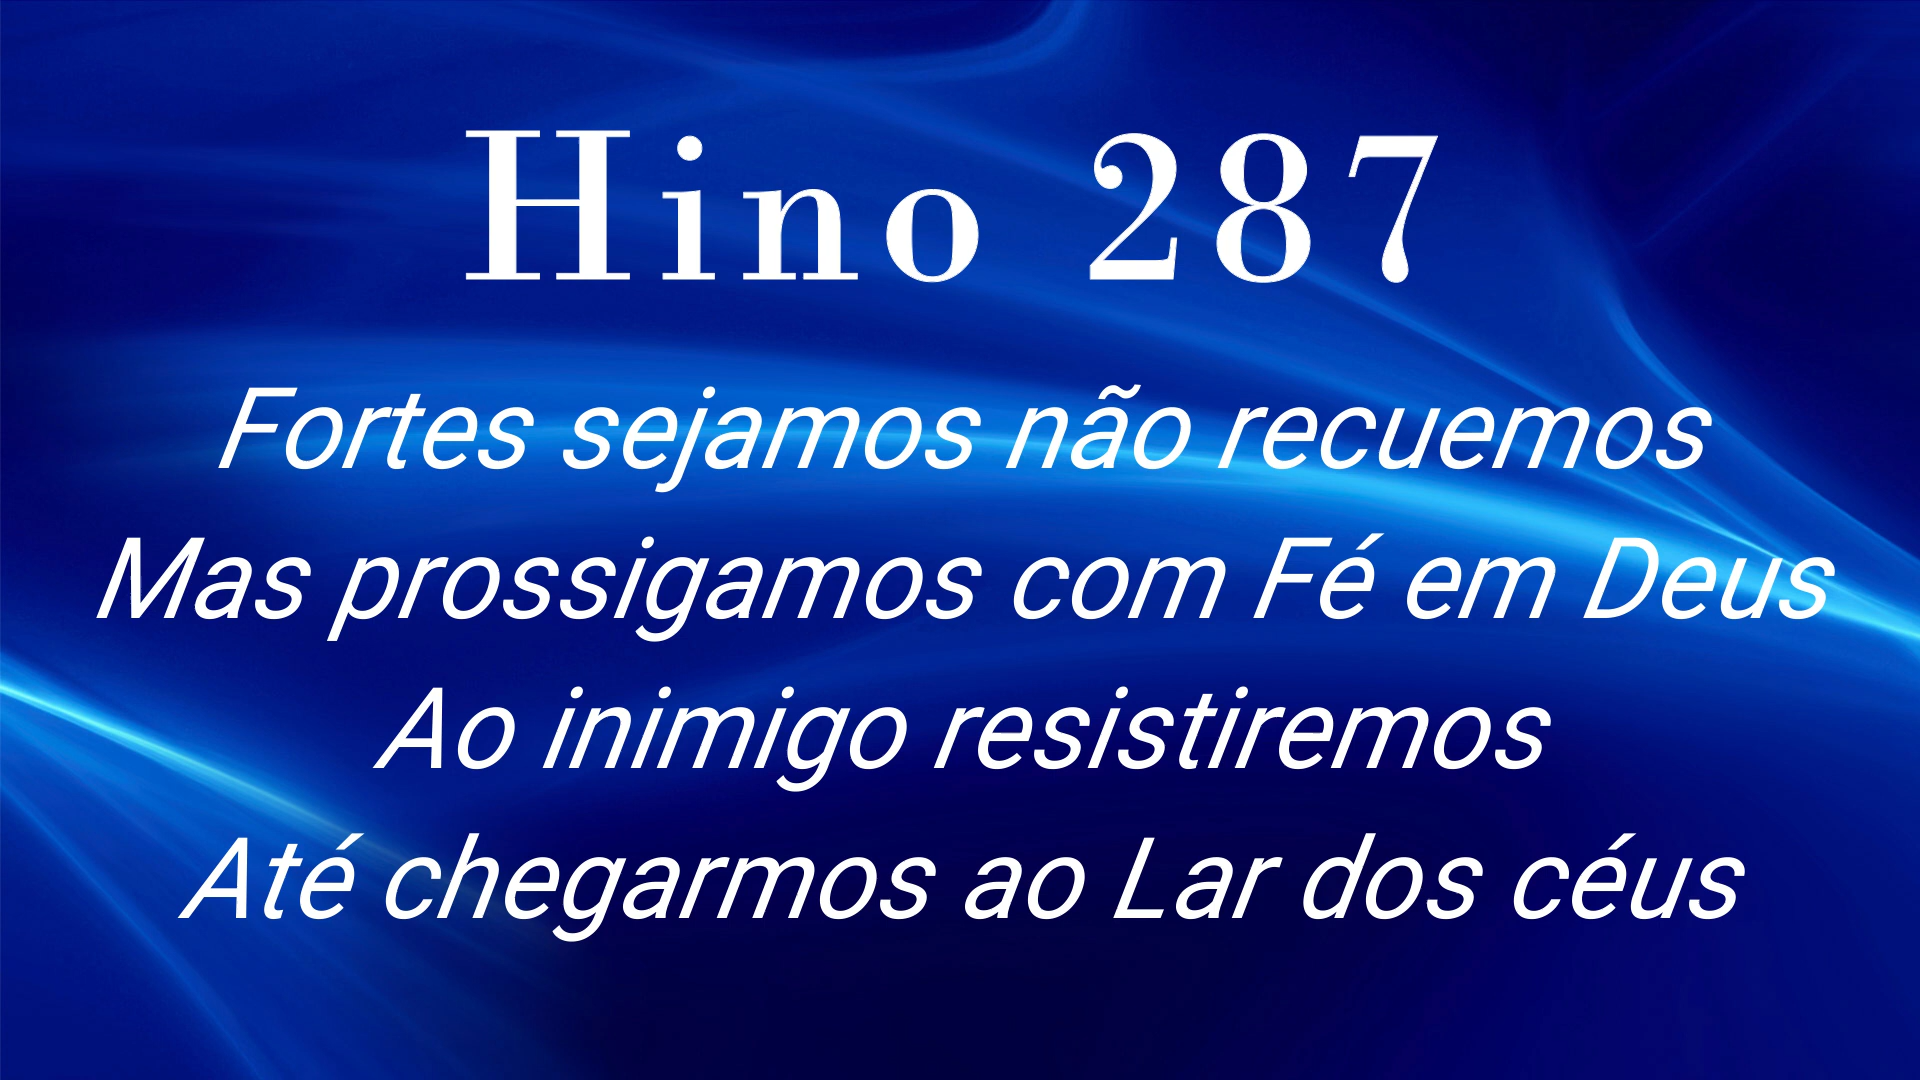 Hino 287
Fortes sejamos não recuemos
Mas prossigamos com Fé em Deus
Ao inimigo resistiremos
Até chegarmos ao Lar dos céus